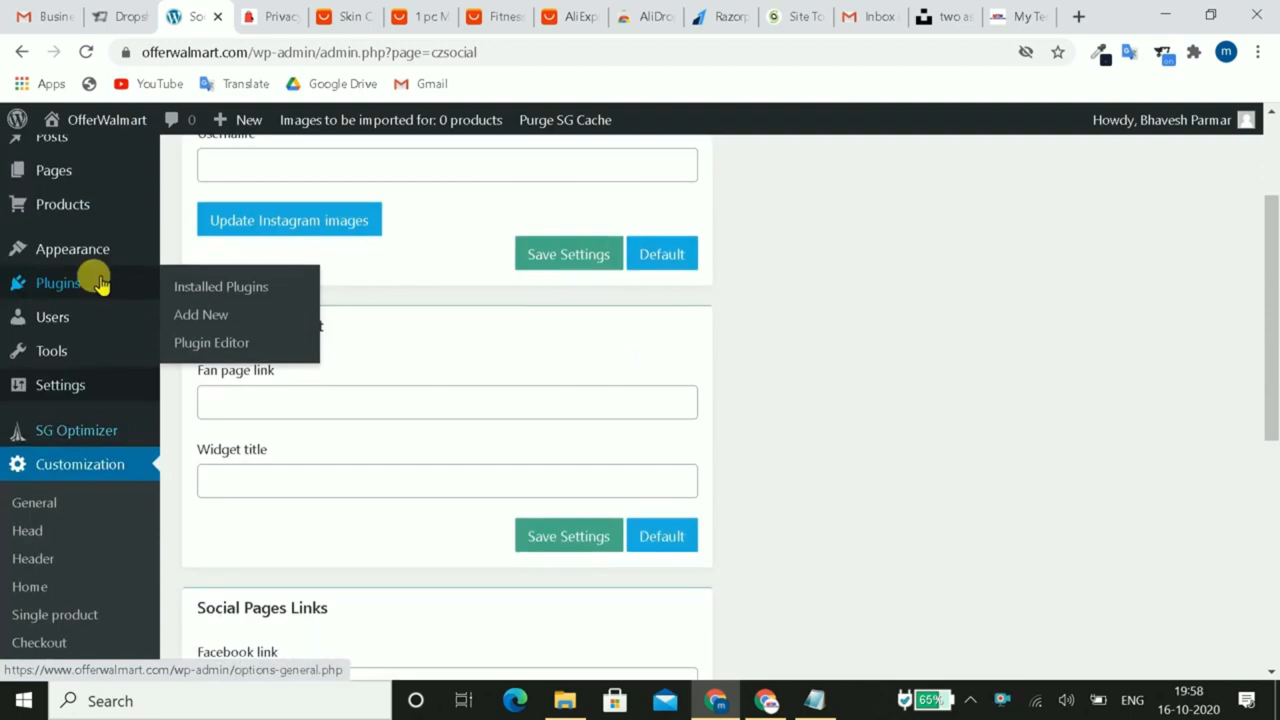 Busine
Dropsh
So
Privacy
Skin C
1 pc M
Fitness
AliExp
AliDro
Razorp
Site To
Inbox
two as
My Te
offerwalmart.com/wp-admin/admin.php?page=czsocial
m
on
Apps
YouTube
Translate
Google Drive
Gmail
OfferWalmart
0
New
Images to be imported for: 0 products
Purge SG Cache
Howdy, Bhavesh Parmar
Posts
Pages
Products
Appearance
Plugins
Users
Tools
Settings
SG Optimizer
Customization
General
Head
Header
Home
Single product
Checkout
Installed Plugins
Add New
Plugin Editor
Username
Update Instagram images
Save Settings
Default
t
Fan page link
Widget title
Save Settings
Default
Social Pages Links
Facebook link
https://www.offerwalmart.com/wp-admin/options-general.php
Search
m
65%
ENG
19:58
16-10-2020